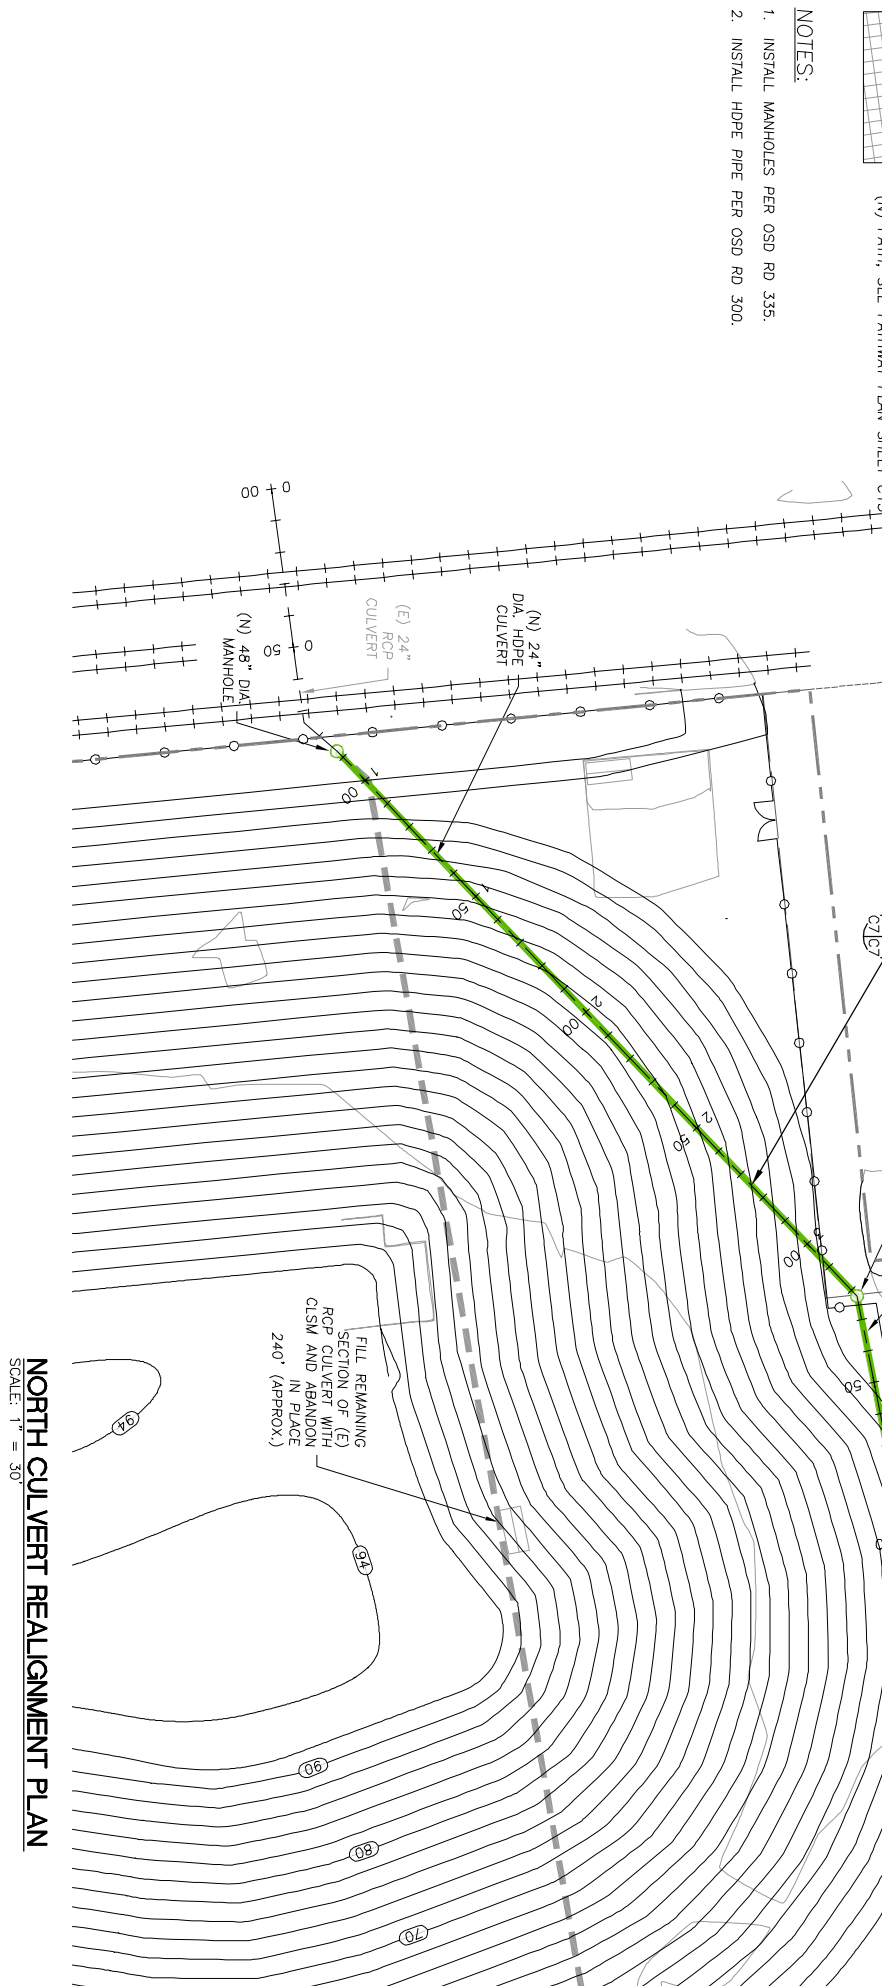 NOTES:
1. INSTALL MANHOLES PER OSD RD 335.
2. INSTALL HDPE PIPE PER OSD RD 300.
C7 C7
(N) 24"
DIA. HDPE
CULVERT
(E) 24"
RCP
CULVERT
(N) 48" DIA.
MANHOLE
0
00
0
50
1
00
1
50
2
00
2
50
3
00
50
FILL REMAINING
SECTION OF (E)
RCP CULVERT WITH
CLSM AND ABANDON
IN PLACE
240' (APPROX.)
94
94
90
80
70
NORTH CULVERT REALIGNMENT PLAN
SCALE: 1" = 30'